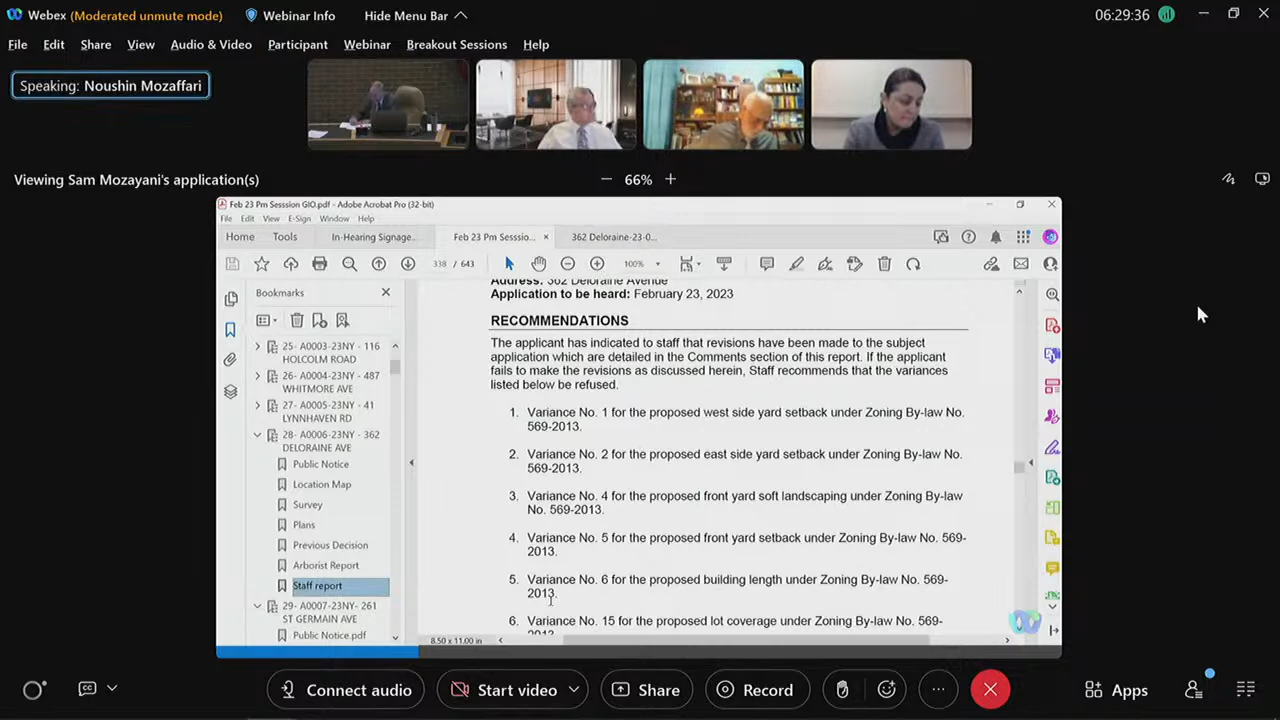 Webex (Moderated unmute mode) Webinar Info Hide Menu Bar 06:29:36
File Edit Share View Audio & Video Participant Webinar Breakout Sessions Help
Speaking: Noushin Mozaffari
Viewing Sam Mozayani's application(s)
66%
Feb 23 Pm Sesssion GIO.pdf - Adobe Acrobat Pro (32-bit)
File Edit View E-Sign Window Help
Home Tools In-Hearing Signage... Feb 23 Pm Sesssio... × 362 Deloraine-23-0...
338 / 643 100%
Bookmarks
25- A0003-23NY - 116
HOLCOLM ROAD
26- A0004-23NY - 487
WHITMORE AVE
27- A0005-23NY - 41
LYNNHAVEN RD
28- A0006-23NY - 362
DELORAINE AVE
Public Notice
Location Map
Survey
Plans
Previous Decision
Arborist Report
Staff report
29- A0007-23NY- 261
ST GERMAIN AVE
Public Notice.pdf
Address: 362 Deloraine Avenue
Application to be heard: February 23, 2023
RECOMMENDATIONS
The applicant has indicated to staff that revisions have been made to the subject
application which are detailed in the Comments section of this report. If the applicant
fails to make the revisions as discussed herein, Staff recommends that the variances
listed below be refused.
1. Variance No. 1 for the proposed west side yard setback under Zoning By-law No.
569-2013.
2. Variance No. 2 for the proposed east side yard setback under Zoning By-law No.
569-2013.
3. Variance No. 4 for the proposed front yard soft landscaping under Zoning By-law
No. 569-2013.
4. Variance No. 5 for the proposed front yard setback under Zoning By-law No. 569-
2013.
5. Variance No. 6 for the proposed building length under Zoning By-law No. 569-
2013.
6. Variance No. 15 for the proposed lot coverage under Zoning By-law No. 569-
2013.
8.50 x 11.00 in
Connect audio Start video Share Record Apps